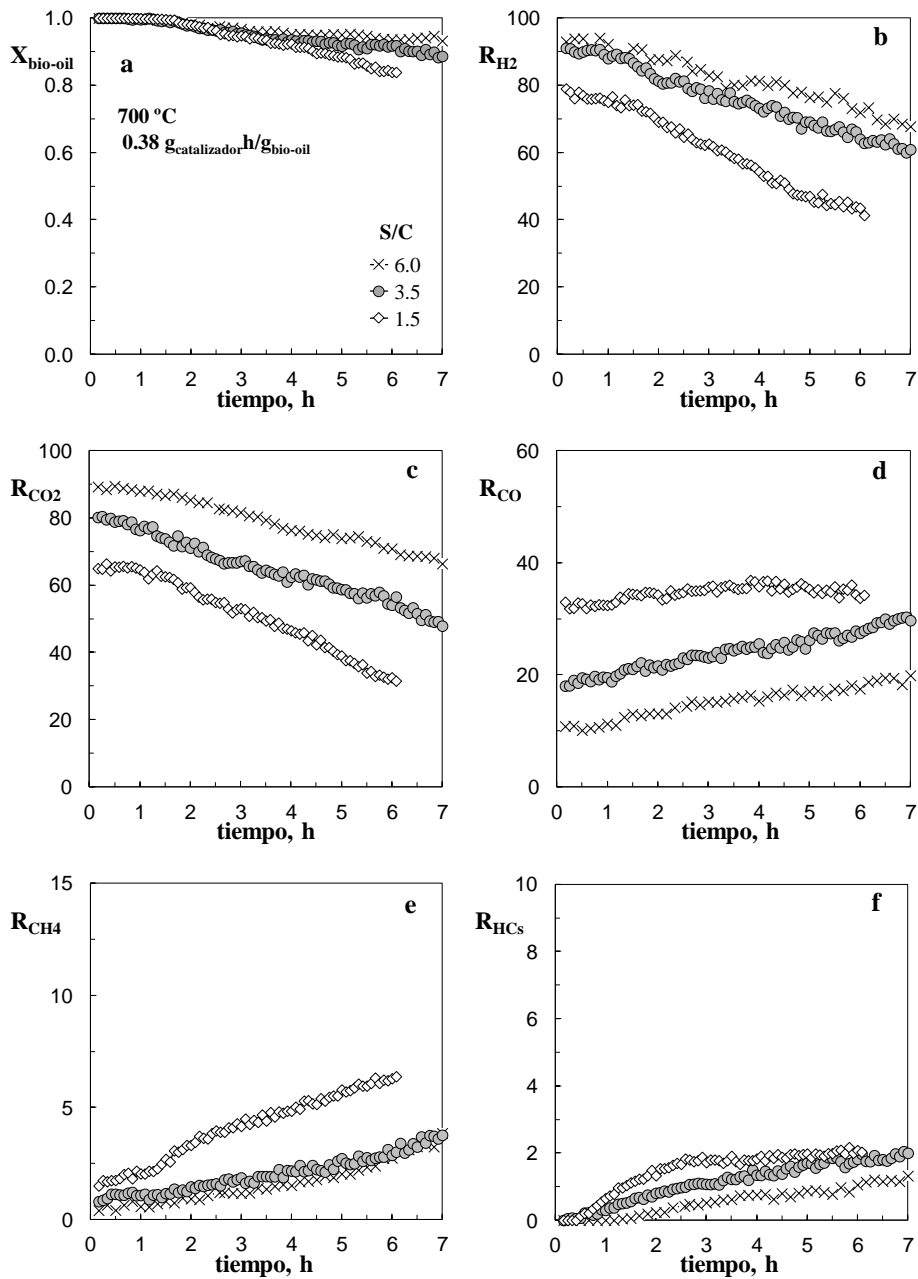 X bio-oil
1.0
0.8
0.6
0.4
0.2
0.0
a
700 ºC
0.38 g catalizador h/g bio-oil
S/C
6.0
3.5
1.5
0 1 2 3 4 5 6 7
tiempo, h
R H2
100
80
60
40
20
0
b
0 1 2 3 4 5 6 7
tiempo, h
R CO2
100
80
60
40
20
0
c
0 1 2 3 4 5 6 7
tiempo, h
R CO
60
40
20
0
d
0 1 2 3 4 5 6 7
tiempo, h
R CH4
15
10
5
0
e
0 1 2 3 4 5 6 7
tiempo, h
R HCs
10
8
6
4
2
0
f
0 1 2 3 4 5 6 7
tiempo, h